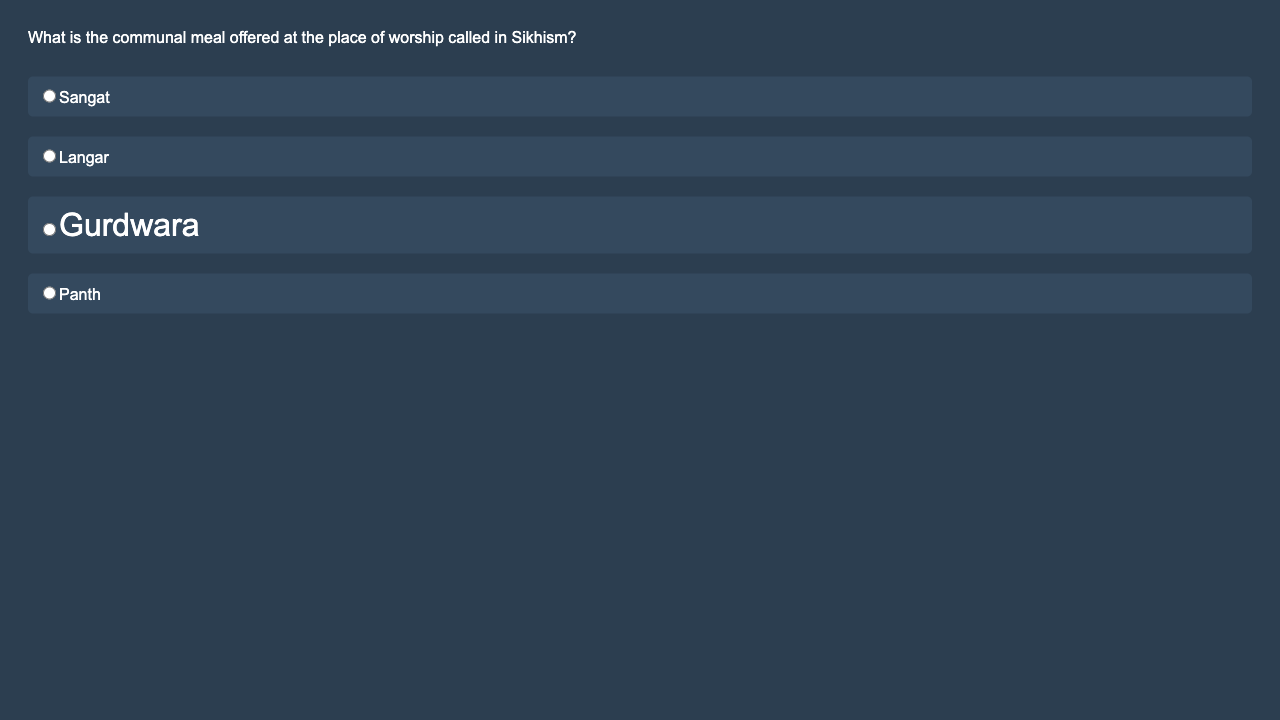 What is the communal meal offered at the place of worship called in Sikhism?
Sangat
Langar
Gurdwara
Panth